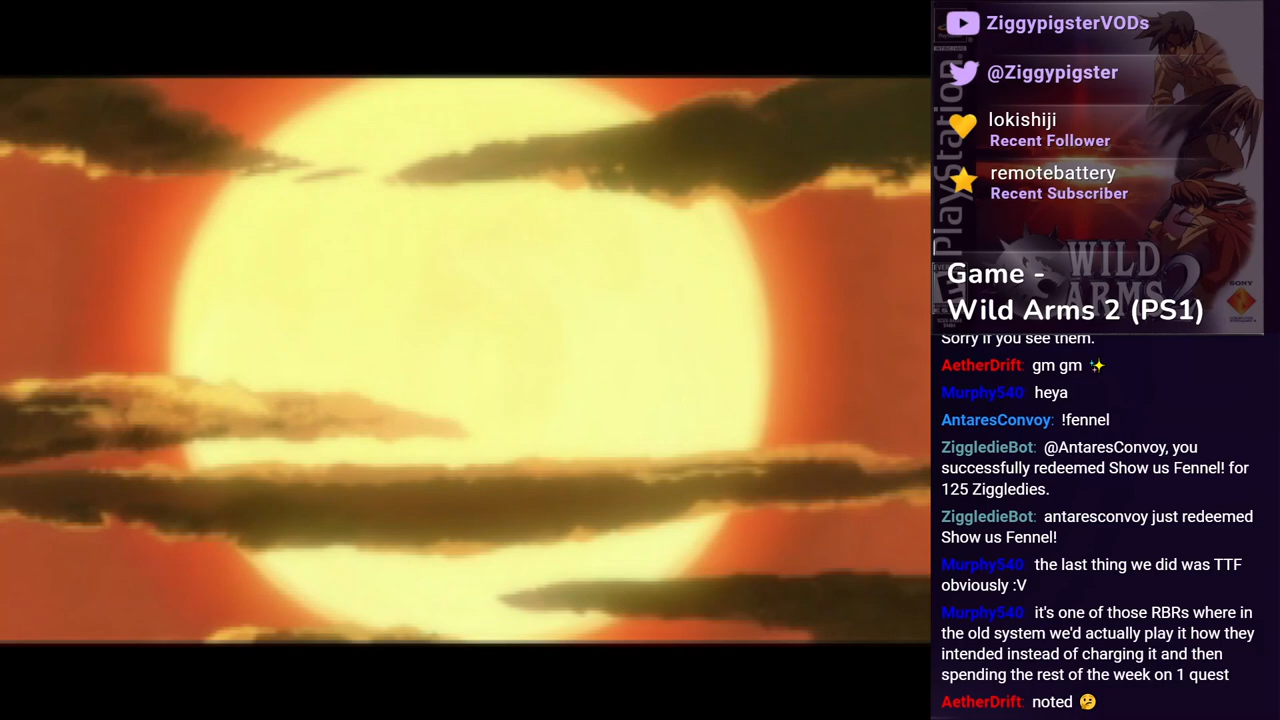 ZiggypigsterVODs
@Ziggypigster
lokishiji
Recent Follower
remotebattery
Recent Subscriber
PlayStation
WILD
ARMS 2
SONY
Game -
Wild Arms 2 (PS1)
Sorry if you see them.
AetherDrift: gm gm ✨
Murphy540: heya
AntaresConvoy: !fennel
ZiggledieBot: @AntaresConvoy, you
successfully redeemed Show us Fennel! for
125 Ziggledies.
ZiggledieBot: antaresconvoy just redeemed
Show us Fennel!
Murphy540: the last thing we did was TTF
obviously :V
Murphy540: it's one of those RBRs where in
the old system we'd actually play it how they
intended instead of charging it and then
spending the rest of the week on 1 quest
AetherDrift: noted 🤔